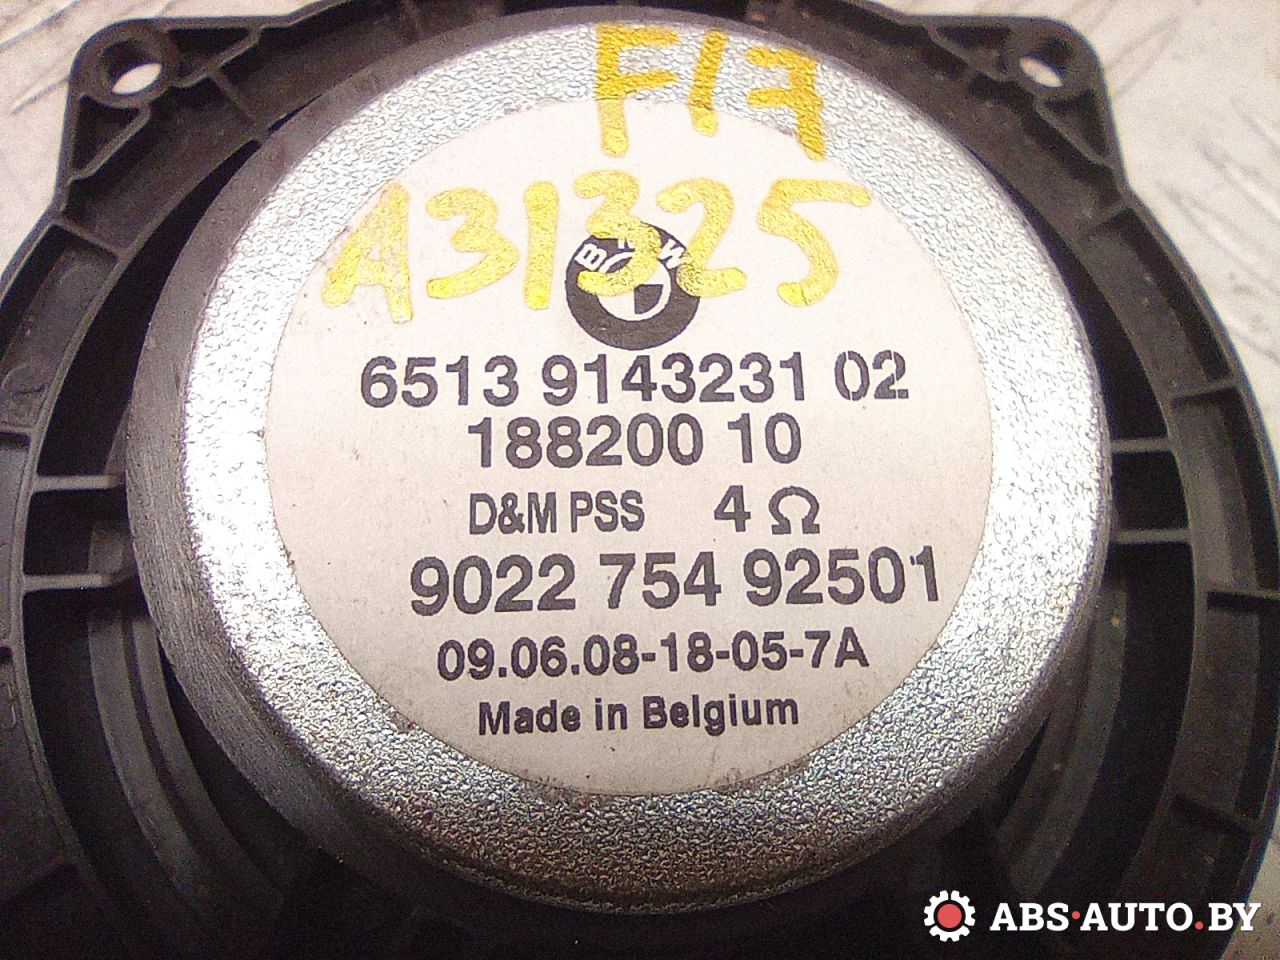 F17
A31325
BMW
6513 9143231 02
188200 10
D&M PSS 4 Ω
9022 754 92501
09.06.08-18-05-7A
Made in Belgium
ABS·AUTO.BY